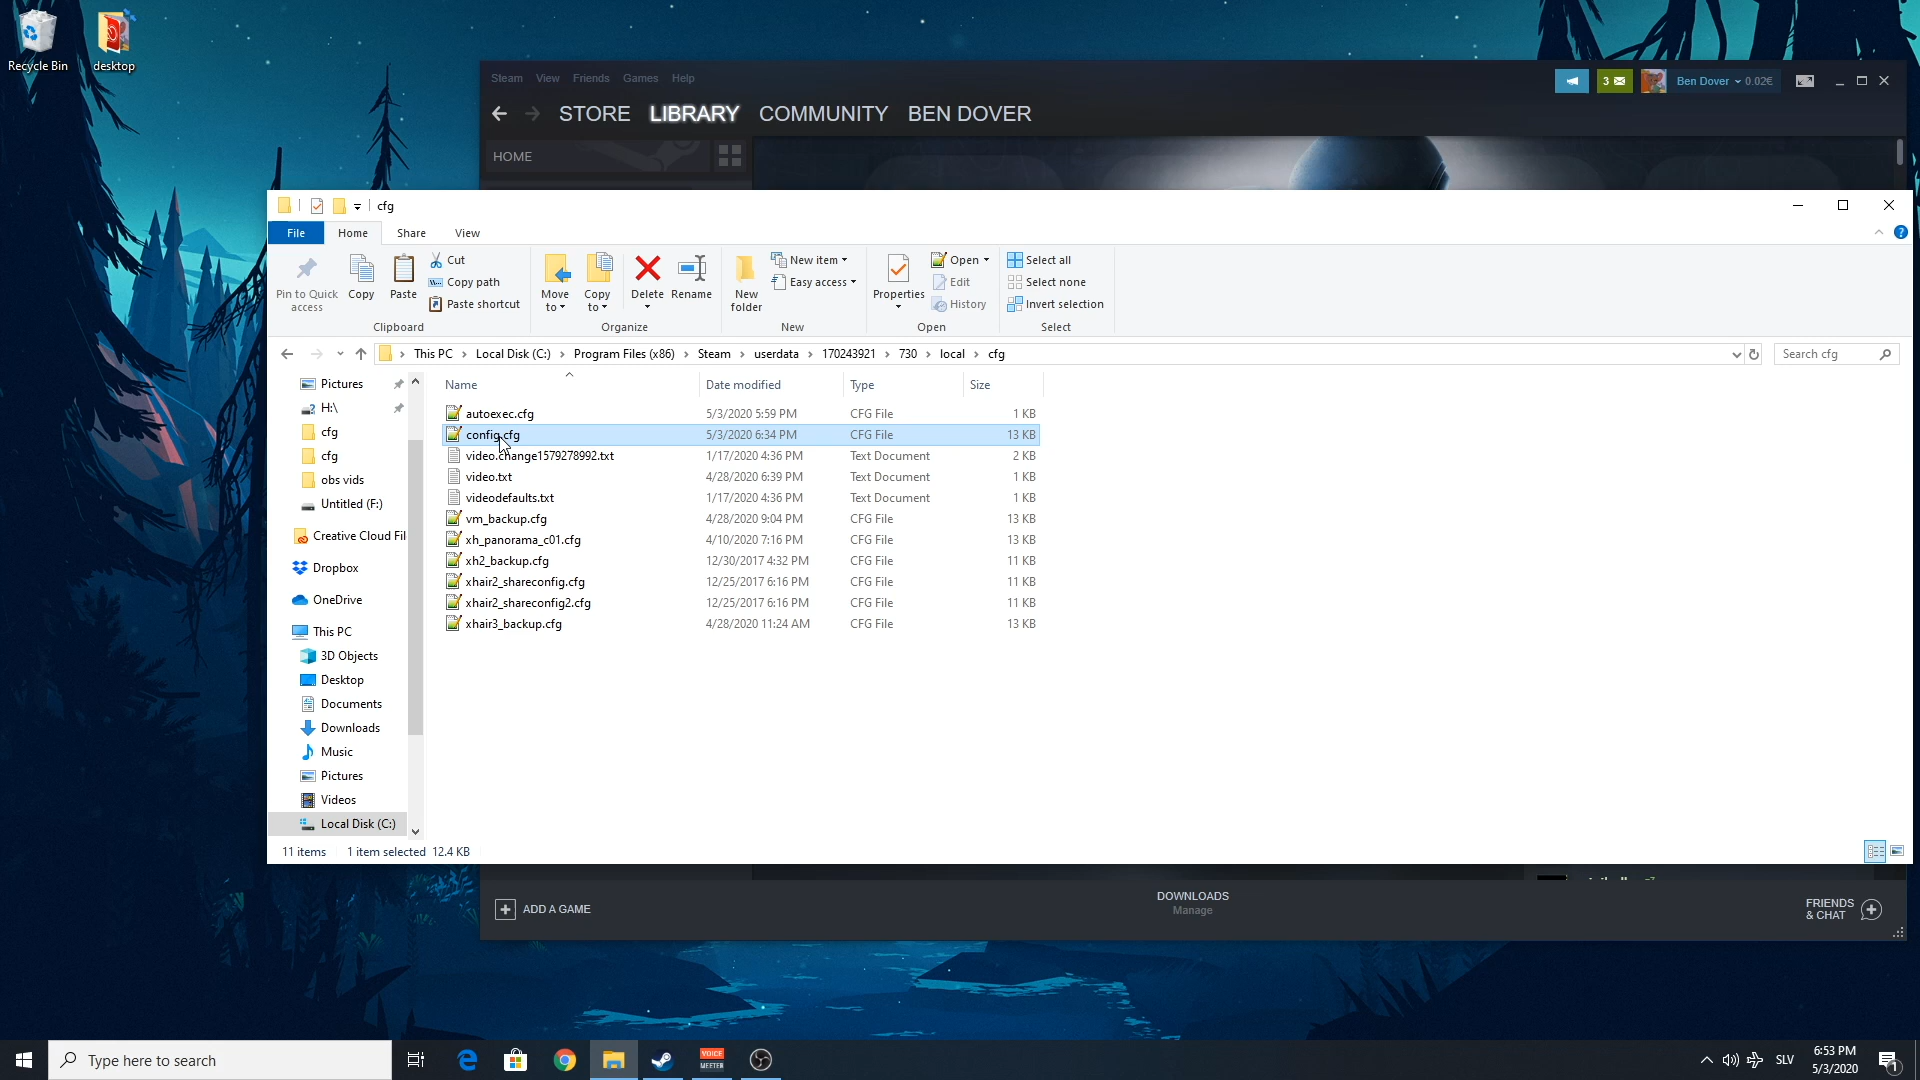 Recycle Bin
desktop
Steam View Friends Games Help
3
Ben Dover 0.02€
STORE LIBRARY COMMUNITY BEN DOVER
HOME
cfg
File Home Share View
Pin to Quick access
Copy
Paste
Cut
Copy path
Paste shortcut
Clipboard
Move to
Copy to
Delete
Rename
Organize
New folder
New item
Easy access
New
Properties
Open
Edit
History
Open
Select all
Select none
Invert selection
Select
This PC Local Disk (C:) Program Files (x86) Steam userdata 170243921 730 local cfg
Search cfg
Pictures
H:\
cfg
cfg
obs vids
Untitled (F:)
Creative Cloud Fil
Dropbox
OneDrive
This PC
3D Objects
Desktop
Documents
Downloads
Music
Pictures
Videos
Local Disk (C:)
Name Date modified Type Size
autoexec.cfg 5/3/2020 5:59 PM CFG File 1 KB
config.cfg 5/3/2020 6:34 PM CFG File 13 KB
video.change1579278992.txt 1/17/2020 4:36 PM Text Document 2 KB
video.txt 4/28/2020 6:39 PM Text Document 1 KB
videodefaults.txt 1/17/2020 4:36 PM Text Document 1 KB
vm_backup.cfg 4/28/2020 9:04 PM CFG File 13 KB
xh_panorama_c01.cfg 4/10/2020 7:16 PM CFG File 13 KB
xh2_backup.cfg 12/30/2017 4:32 PM CFG File 11 KB
xhair2_shareconfig.cfg 12/25/2017 6:16 PM CFG File 11 KB
xhair2_shareconfig2.cfg 12/25/2017 6:16 PM CFG File 11 KB
xhair3_backup.cfg 4/28/2020 11:24 AM CFG File 13 KB
11 items 1 item selected 12.4 KB
ADD A GAME
DOWNLOADS
Manage
FRIENDS
& CHAT
Type here to search
VOICE
MEETER
SLV
6:53 PM
5/3/2020
1